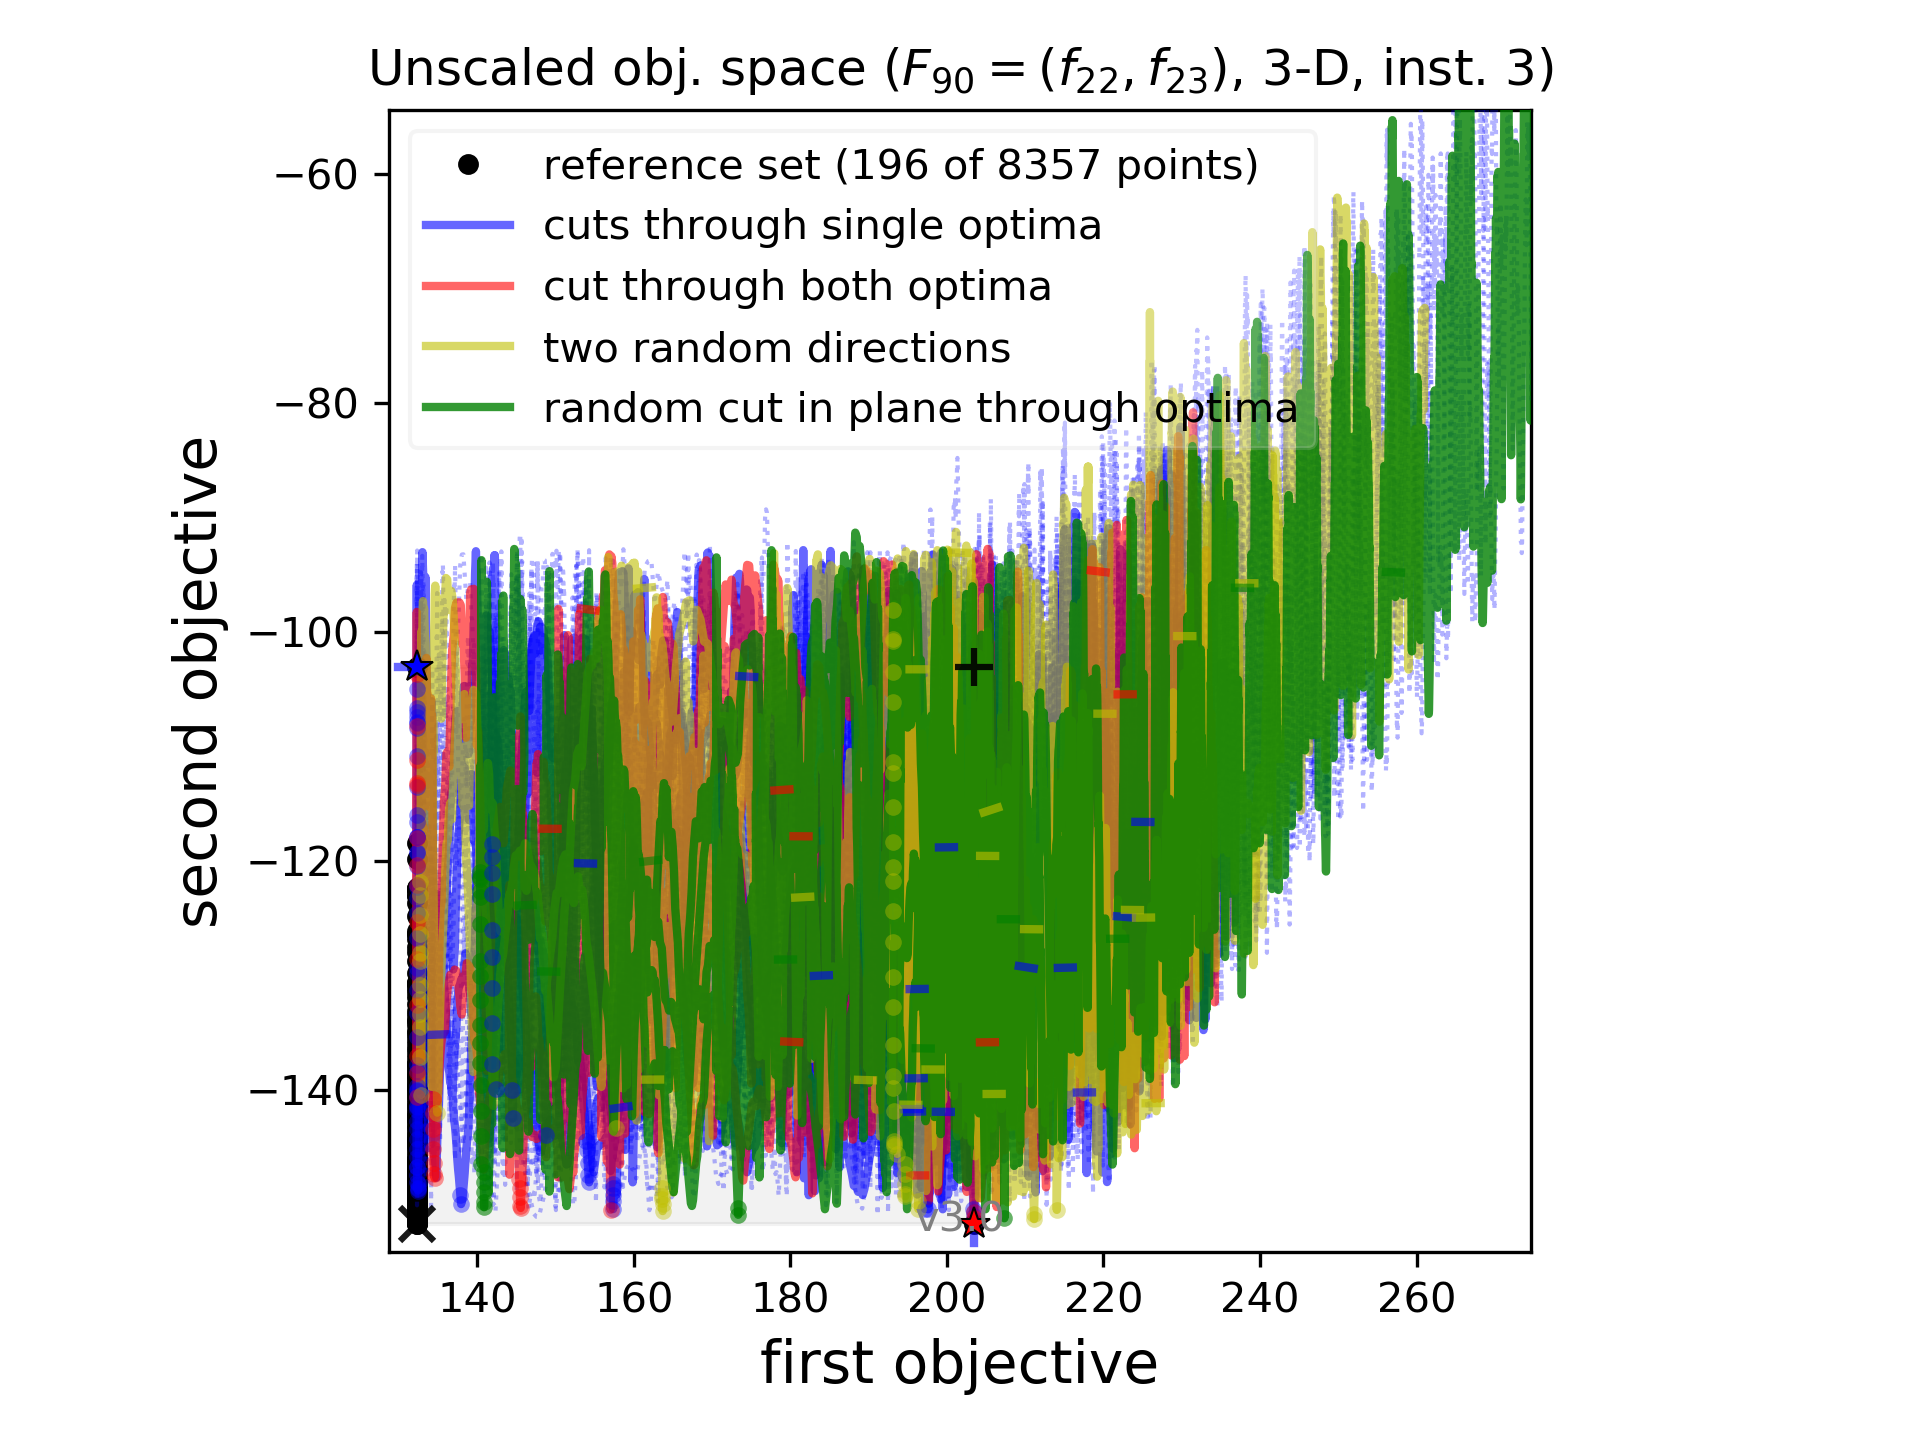 Unscaled obj. space (F90 = (f22, f23), 3-D, inst. 3)
reference set (196 of 8357 points)
cuts through single optima
cut through both optima
two random directions
random cut in plane through optima
−60
−80
−100
−120
−140
second objective
140
160
180
200
220
240
260
first objective